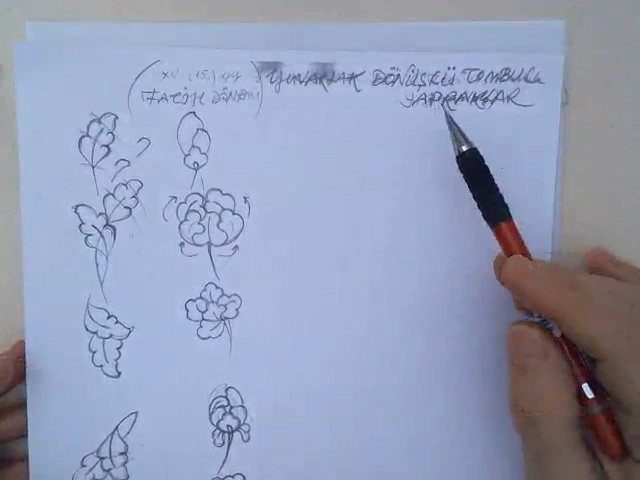 XV. (15.) yy
FATİH DÖNEMİ
YUVARLAK DÖNÜŞLÜ TOMBUL
YAPRAKLAR